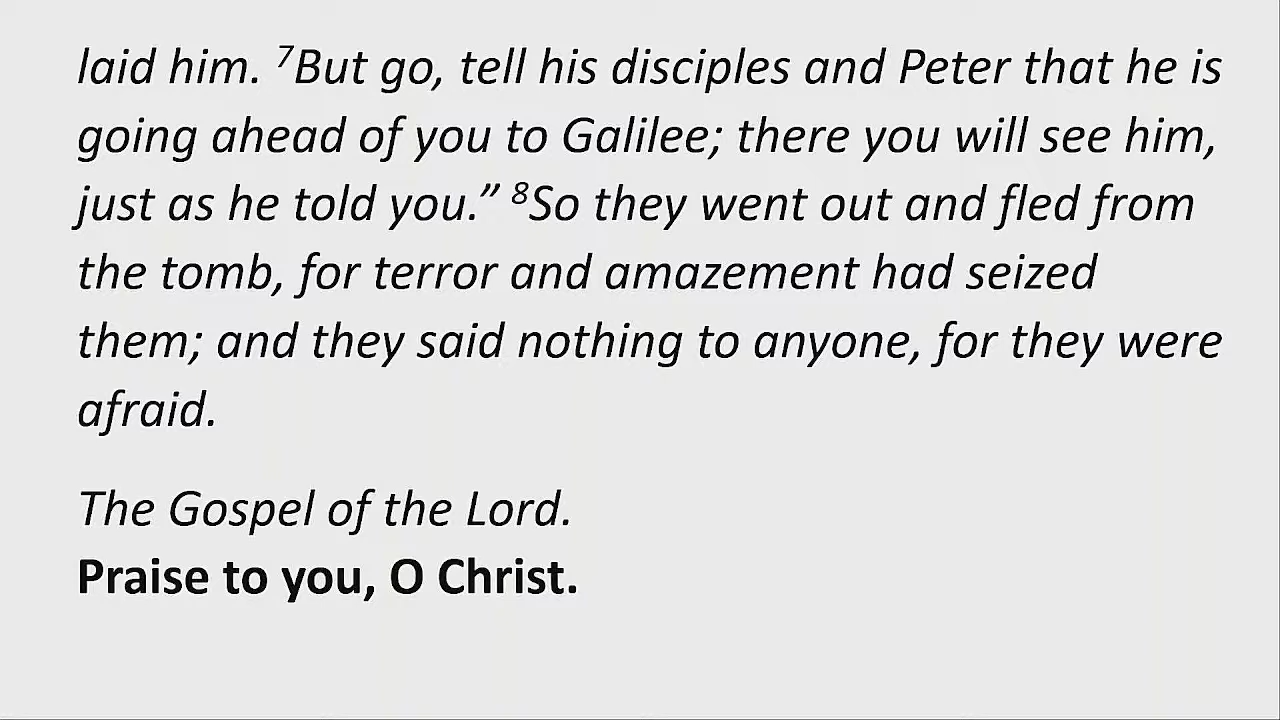 laid him. ⁷But go, tell his disciples and Peter that he is
going ahead of you to Galilee; there you will see him,
just as he told you.” ⁸So they went out and fled from
the tomb, for terror and amazement had seized
them; and they said nothing to anyone, for they were
afraid.
The Gospel of the Lord.
Praise to you, O Christ.